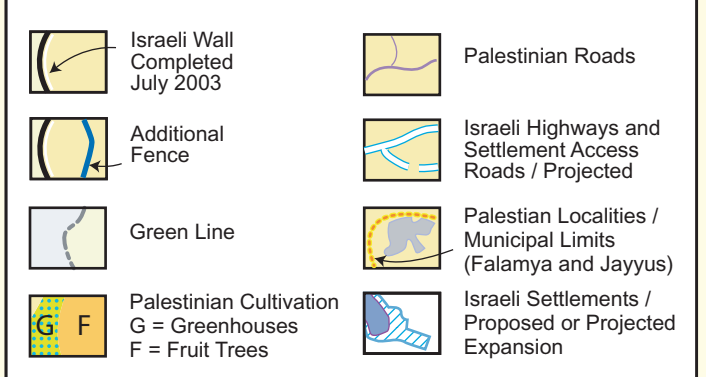 Israeli Wall
Completed
July 2003
Additional
Fence
Green Line
G F
Palestinian Cultivation
G = Greenhouses
F = Fruit Trees
Palestinian Roads
Israeli Highways and
Settlement Access
Roads / Projected
Palestian Localities /
Municipal Limits
(Falamya and Jayyus)
Israeli Settlements /
Proposed or Projected
Expansion